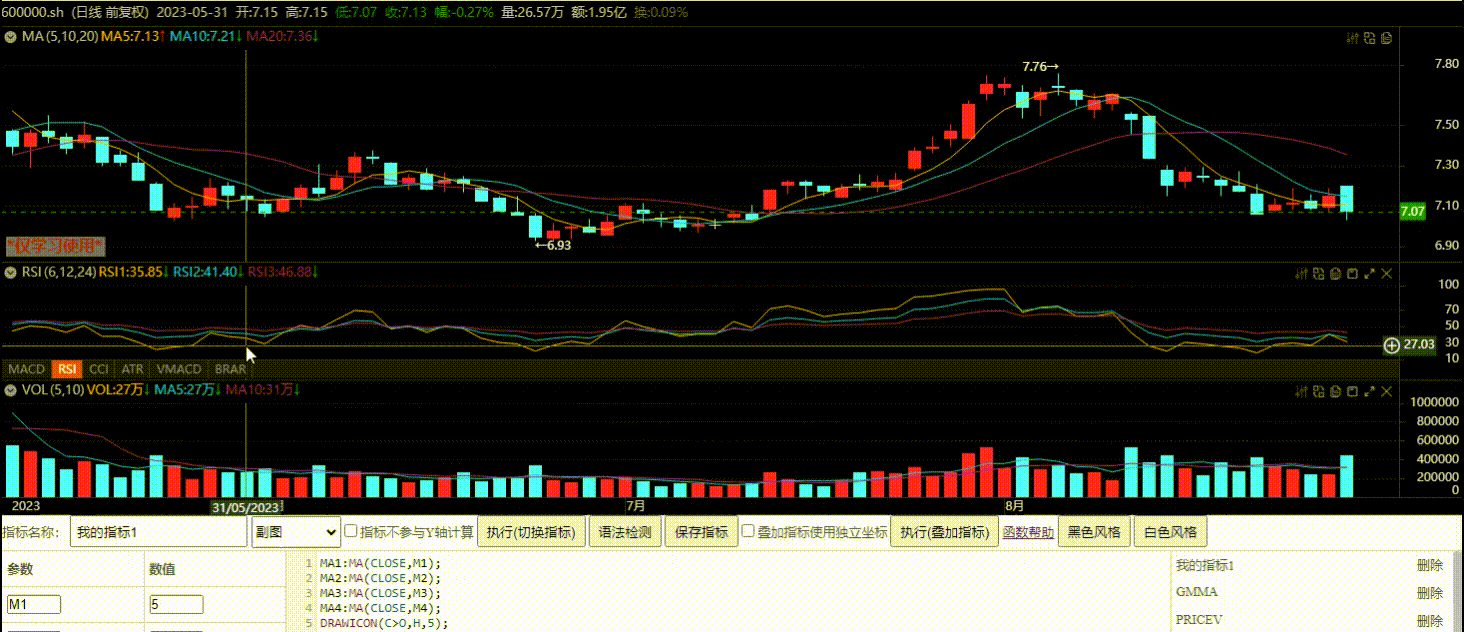 600000.sh (日线 前复权) 2023-05-31 开:7.15 高:7.15 低:7.07 收:7.13 幅:-0.27% 量:26.57万 额:1.95亿 换:0.09%
MA(5,10,20) MA5:7.13↑ MA10:7.21↓ MA20:7.36↓
7.76→
7.80
7.50
7.30
7.10
7.07
6.90
←6.93
*仅学习使用*
RSI(6,12,24) RSI1:35.85↓ RSI2:41.40↓ RSI3:46.88↓
100
70
50
30
27.03
10
MACD RSI CCI ATR VMACD BRAR
VOL(5,10) VOL:27万↓ MA5:27万↓ MA10:31万↓
1000000
800000
600000
400000
200000
0
2023 31/05/2023 7月 8月
指标名称: 我的指标1 副图 指标不参与Y轴计算 执行(切换指标) 语法检测 保存指标 叠加指标使用独立坐标 执行(叠加指标) 函数帮助 黑色风格 白色风格
参数 数值
M1 5
1 MA1:MA(CLOSE,M1);
2 MA2:MA(CLOSE,M2);
3 MA3:MA(CLOSE,M3);
4 MA4:MA(CLOSE,M4);
5 DRAWICON(C>O,H,5);
我的指标1 删除
GMMA 删除
PRICEV 删除